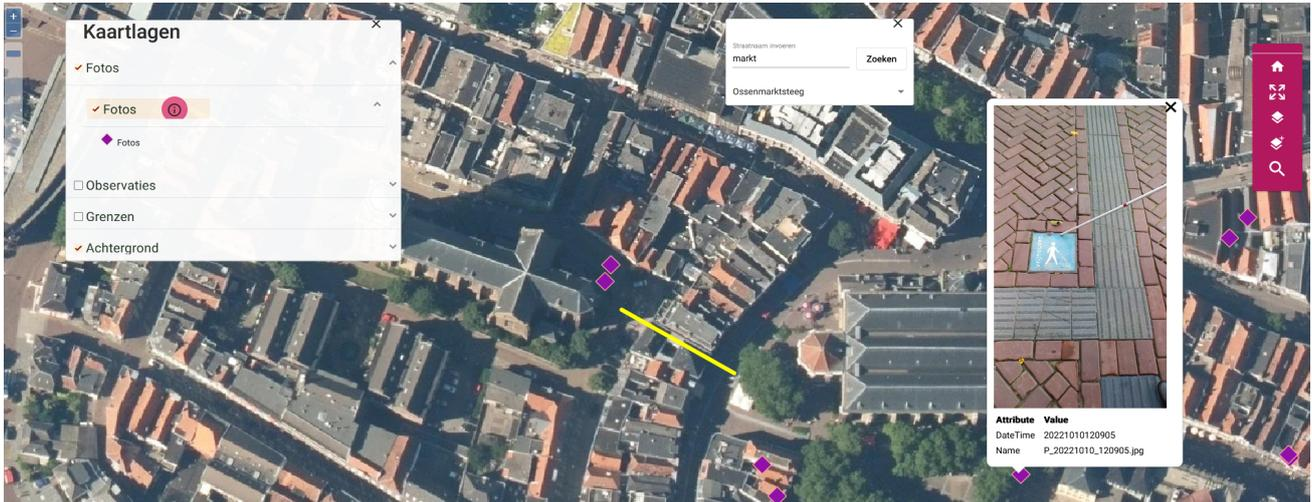 +
−
Kaartlagen
Fotos
Fotos
Fotos
Observaties
Grenzen
Achtergrond
Straatnaam invoeren
markt
Zoeken
Ossenmarktsteeg
Attribute Value
DateTime 20221010120905
Name P_20221010_120905.jpg